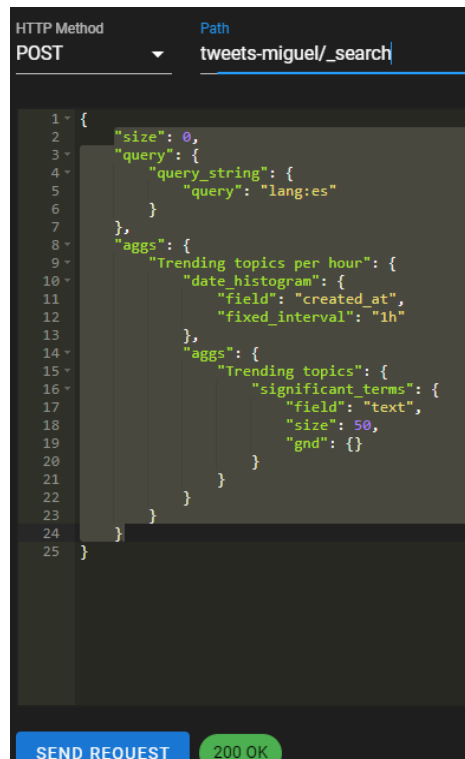 HTTP Method
Path
POST
tweets-miguel/_search
1 {
2 "size": 0,
3 "query": {
4 "query_string": {
5 "query": "lang:es"
6 }
7 },
8 "aggs": {
9 "Trending topics per hour": {
10 "date_histogram": {
11 "field": "created_at",
12 "fixed_interval": "1h"
13 },
14 "aggs": {
15 "Trending topics": {
16 "significant_terms": {
17 "field": "text",
18 "size": 50,
19 "gnd": {}
20 }
21 }
22 }
23 }
24 }
25 }
SEND REQUEST
200 OK